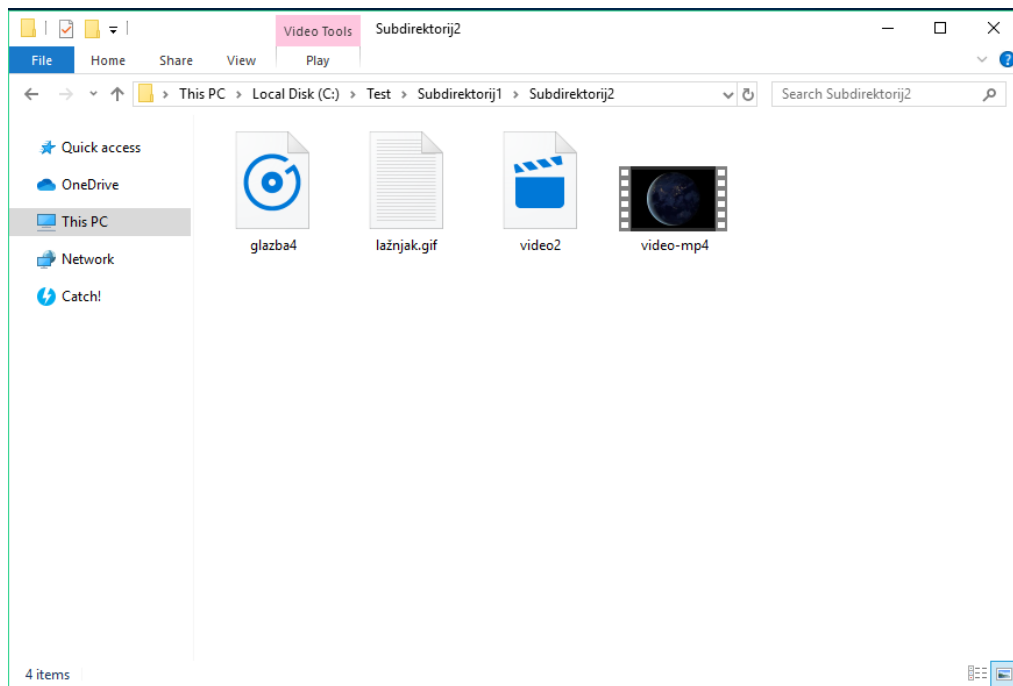 Video Tools Subdirektorij2
File Home Share View Play
This PC > Local Disk (C:) > Test > Subdirektorij1 > Subdirektorij2 Search Subdirektorij2
Quick access
OneDrive
This PC
Network
Catch!
glazba4 lažnjak.gif video2 video-mp4
4 items